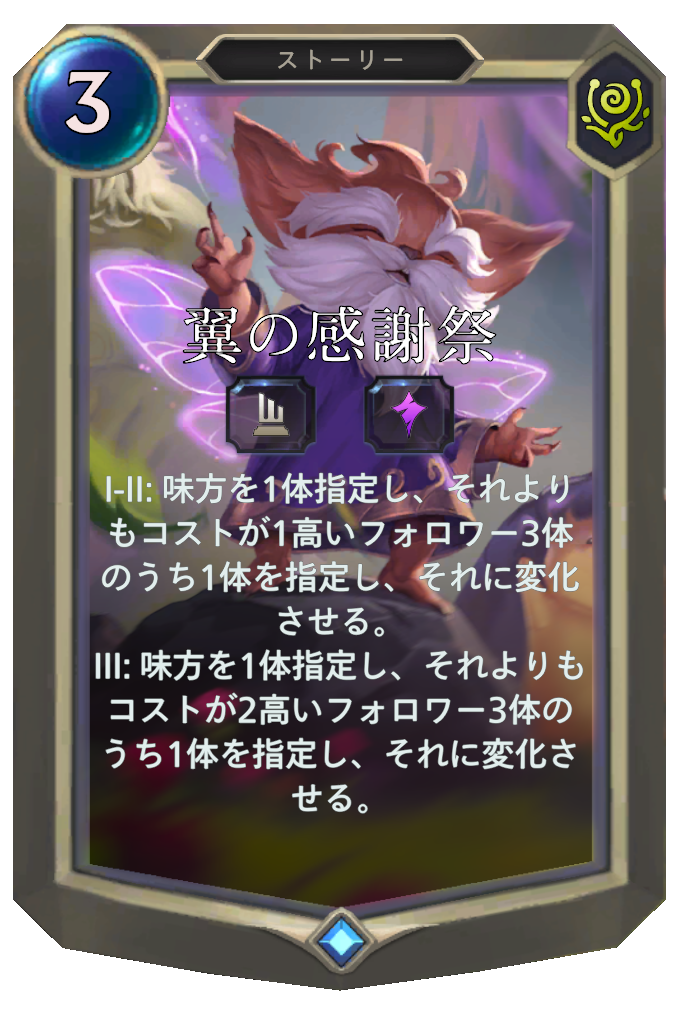 3
ストーリー
翼の感謝祭
I-II: 味方を1体指定し、それより
もコストが1高いフォロワー3体
のうち1体を指定し、それに変化
させる。
III: 味方を1体指定し、それよりも
コストが2高いフォロワー3体の
うち1体を指定し、それに変化さ
せる。